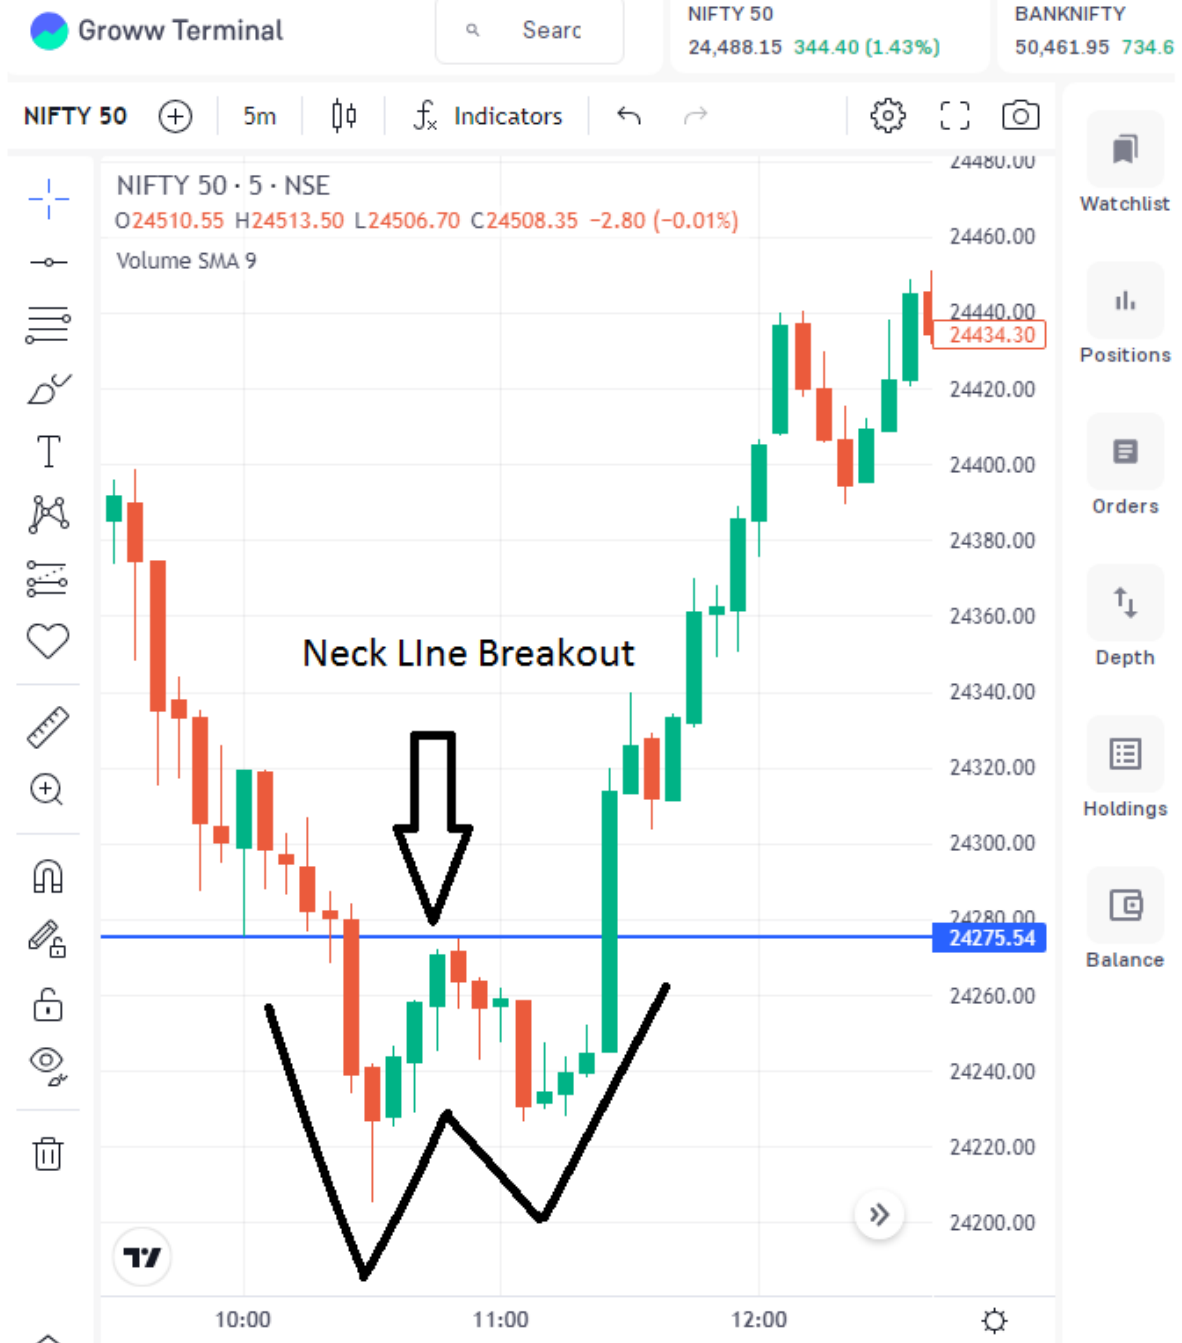 Groww Terminal
Searc
NIFTY 50
24,488.15 344.40 (1.43%)
BANKNIFTY
50,461.95 734.6
NIFTY 50
5m
Indicators
NIFTY 50 · 5 · NSE
O24510.55 H24513.50 L24506.70 C24508.35 −2.80 (−0.01%)
Volume SMA 9
24480.00
24460.00
24440.00
24434.30
24420.00
24400.00
24380.00
24360.00
24340.00
24320.00
24300.00
24280.00
24275.54
24260.00
24240.00
24220.00
24200.00
Neck LIne Breakout
10:00
11:00
12:00
Watchlist
Positions
Orders
Depth
Holdings
Balance